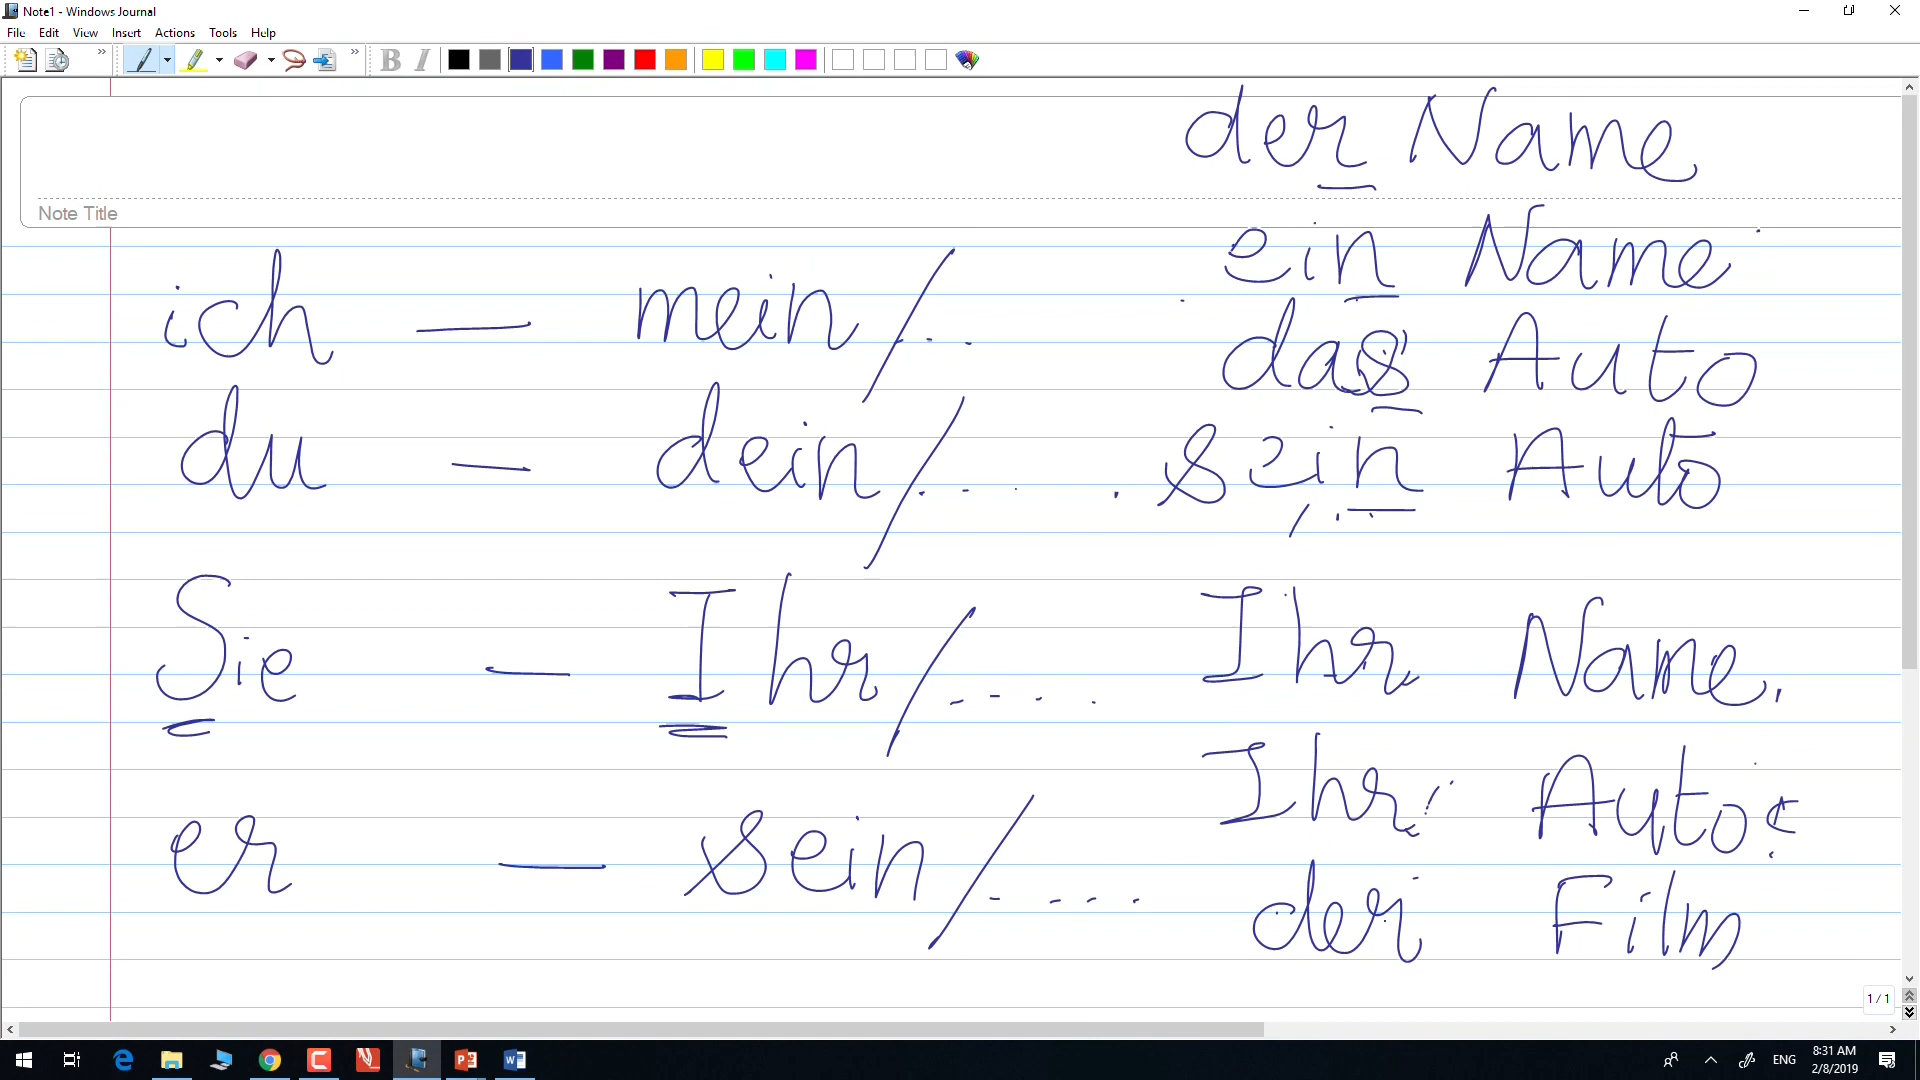 Note1 - Windows Journal
File Edit View Insert Actions Tools Help
B I
der Name
Note Title
ein Name
ich — mein/...
das Auto
du — dein/....
sein Auto
Sie — Ihr/....
Ihr Name.
Ihr Auto
er — sein/....
der Film
1 / 1
ENG
8:31 AM
2/8/2019